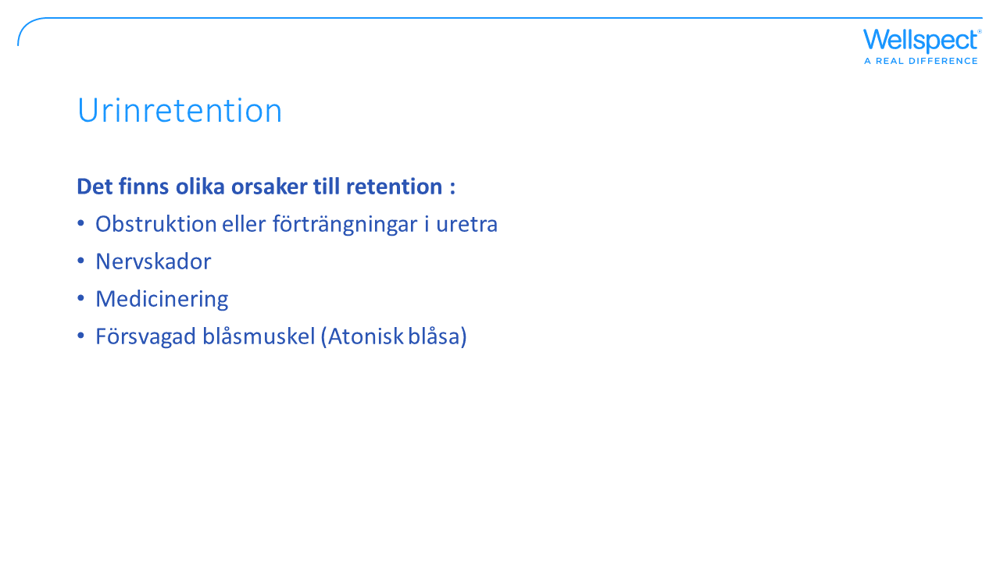 Wellspect®
A REAL DIFFERENCE
Urinretention
Det finns olika orsaker till retention :
• Obstruktion eller förträngningar i uretra
• Nervskador
• Medicinering
• Försvagad blåsmuskel (Atonisk blåsa)